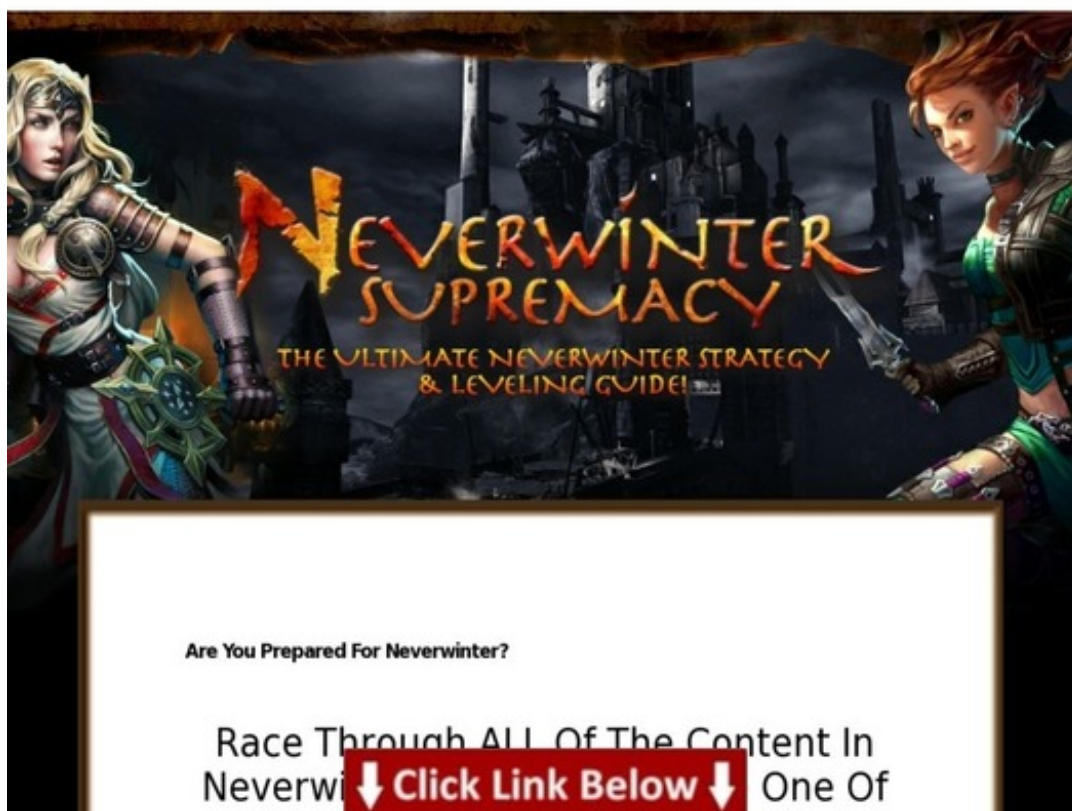 NEVERWINTER
SUPREMACY
THE ULTIMATE NEVERWINTER STRATEGY
& LEVELING GUIDE!
Are You Prepared For Neverwinter?
Race Through ALL Of The Content In
Neverwi
Click Link Below
One Of